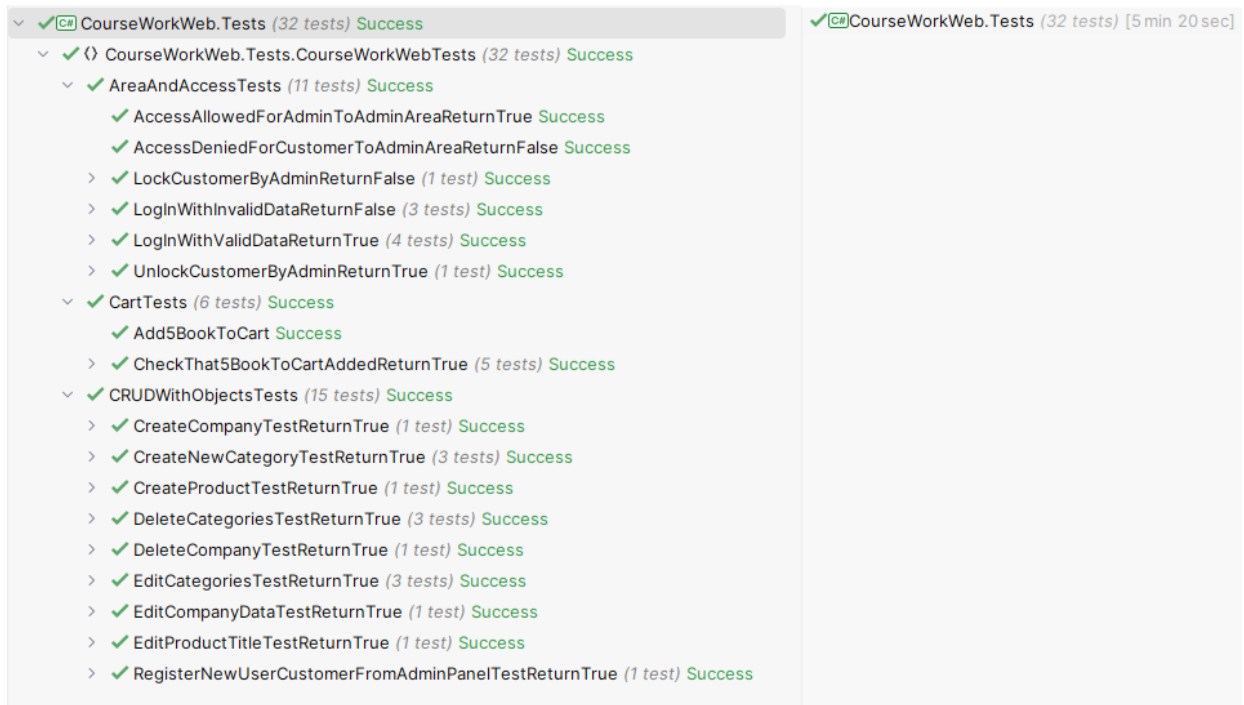 C# CourseWorkWeb.Tests (32 tests) Success
CourseWorkWeb.Tests.CourseWorkWebTests (32 tests) Success
AreaAndAccessTests (11 tests) Success
AccessAllowedForAdminToAdminAreaReturnTrue Success
AccessDeniedForCustomerToAdminAreaReturnFalse Success
LockCustomerByAdminReturnFalse (1 test) Success
LogInWithInvalidDataReturnFalse (3 tests) Success
LogInWithValidDataReturnTrue (4 tests) Success
UnlockCustomerByAdminReturnTrue (1 test) Success
CartTests (6 tests) Success
Add5BookToCart Success
CheckThat5BookToCartAddedReturnTrue (5 tests) Success
CRUDWithObjectsTests (15 tests) Success
CreateCompanyTestReturnTrue (1 test) Success
CreateNewCategoryTestReturnTrue (3 tests) Success
CreateProductTestReturnTrue (1 test) Success
DeleteCategoriesTestReturnTrue (3 tests) Success
DeleteCompanyTestReturnTrue (1 test) Success
EditCategoriesTestReturnTrue (3 tests) Success
EditCompanyDataTestReturnTrue (1 test) Success
EditProductTitleTestReturnTrue (1 test) Success
RegisterNewUserCustomerFromAdminPanelTestReturnTrue (1 test) Success
C# CourseWorkWeb.Tests (32 tests) [5 min 20 sec]